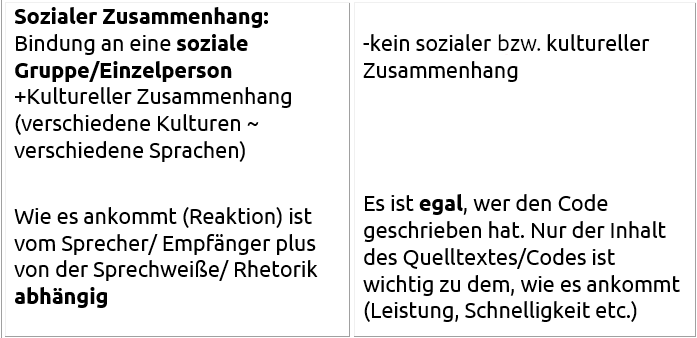 Sozialer Zusammenhang:
Bindung an eine soziale
Gruppe/Einzelperson
+Kultureller Zusammenhang
(verschiedene Kulturen ~
verschiedene Sprachen)
Wie es ankommt (Reaktion) ist
vom Sprecher/ Empfänger plus
von der Sprechweiße/ Rhetorik
abhängig
-kein sozialer bzw. kultureller
Zusammenhang
Es ist egal, wer den Code
geschrieben hat. Nur der Inhalt
des Quelltextes/Codes ist
wichtig zu dem, wie es ankommt
(Leistung, Schnelligkeit etc.)